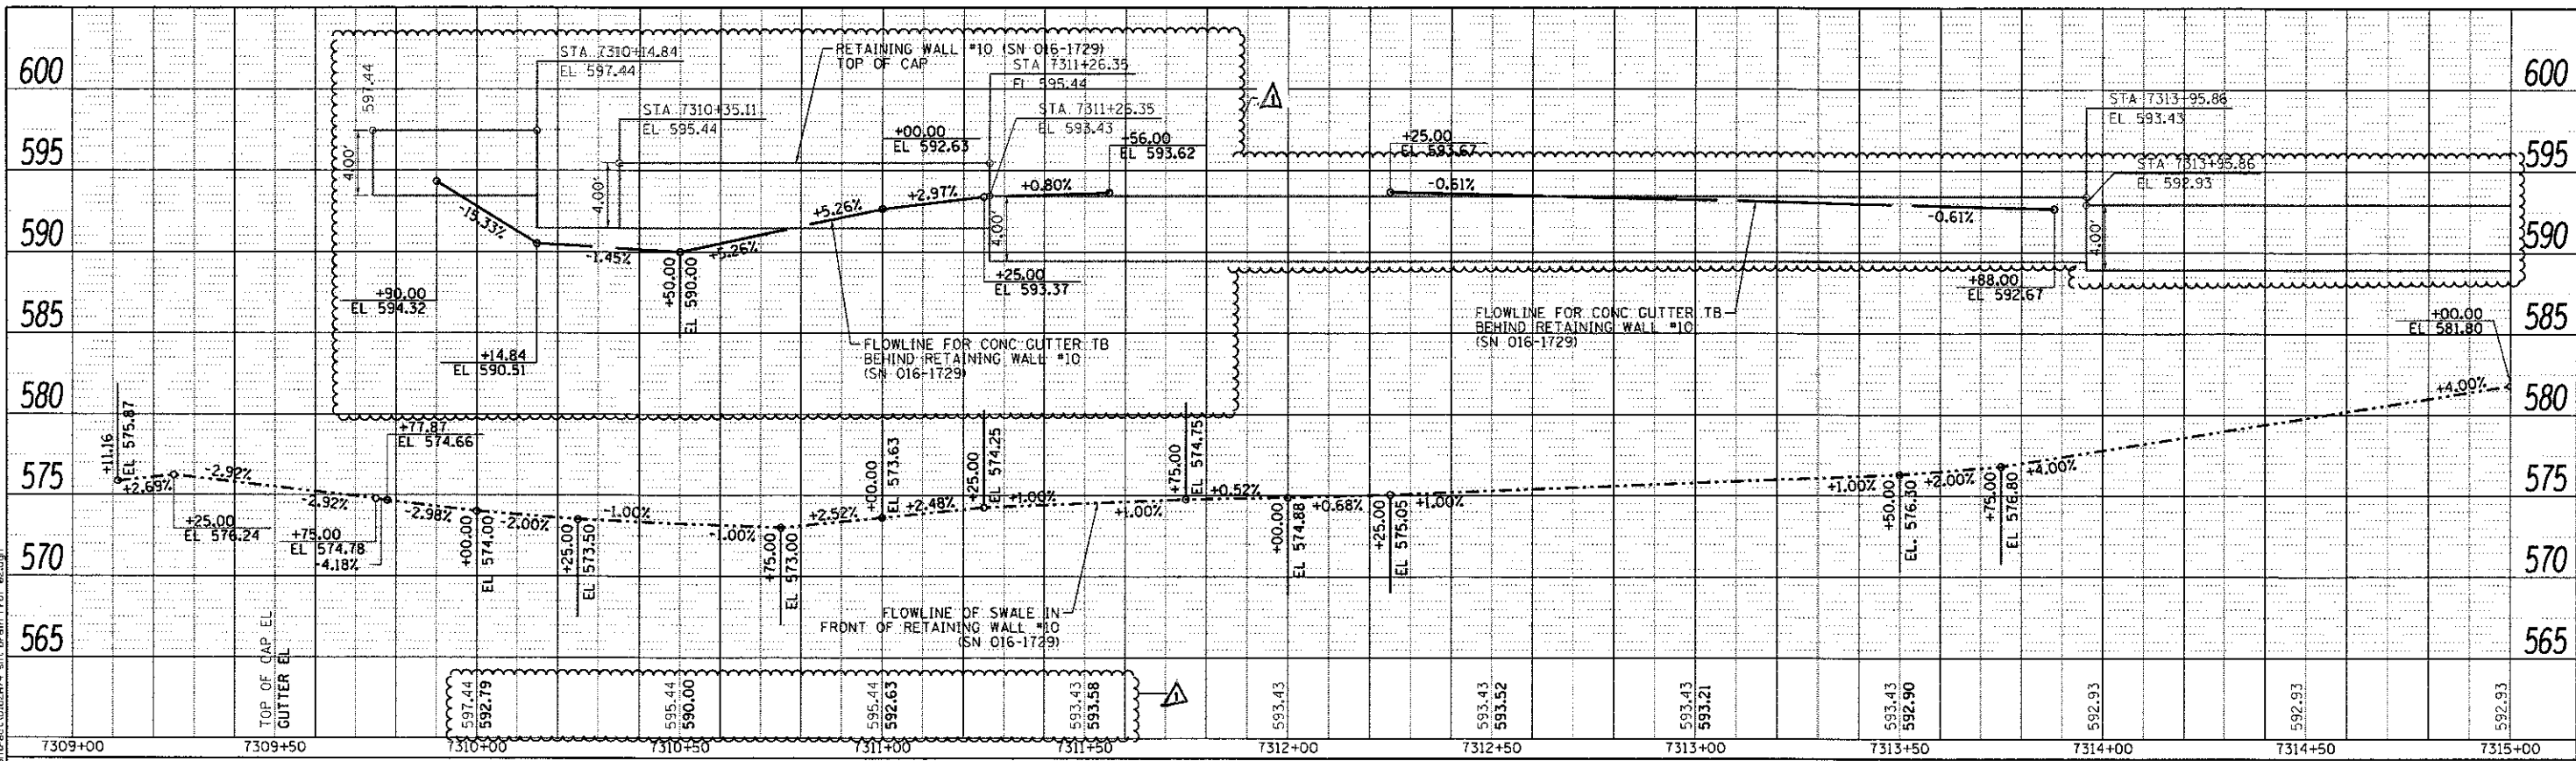 600
595
590
585
580
575
570
565
600
595
590
585
580
575
570
565
597.44
4.00'
STA 7310+14.84
EL 597.44
RETAINING WALL #10 (SN 016-1729)
TOP OF CAP
STA 7311+26.35
EL 595.44
STA 7310+35.11
EL 595.44
4.00'
STA 7311+26.35
EL 593.43
+00.00
EL 592.63
+56.00
EL 593.62
1
+25.00
EL 593.67
STA 7313+95.86
EL 593.43
STA 7313+95.86
EL 592.93
-15.33%
-1.45%
+5.26%
+5.26%
+2.97%
+0.80%
4.00'
-0.61%
-0.61%
4.00'
+90.00
EL 594.32
+14.84
EL 590.51
+50.00
EL 590.00
+25.00
EL 593.37
+88.00
EL 592.67
FLOWLINE FOR CONC GUTTER TB
BEHIND RETAINING WALL #10
(SN 016-1729)
FLOWLINE FOR CONC GUTTER TB
BEHIND RETAINING WALL #10
(SN 016-1729)
+00.00
EL 581.80
+4.00%
+11.16
EL 575.87
+2.69%
-2.92%
+25.00
EL 576.24
-2.92%
+77.87
EL 574.66
+75.00
EL 574.78
-4.18%
-2.98%
+00.00
EL 574.00
-2.00%
+25.00
EL 573.50
-1.00%
-1.00%
+75.00
EL 573.00
+2.52%
+00.00
EL 573.63
+2.48%
+25.00
EL 574.25
+1.00%
+1.00%
+75.00
EL 574.75
+0.52%
+00.00
EL 574.88
+0.68%
+25.00
EL 575.05
+1.00%
+1.00%
+50.00
EL. 576.30
+2.00%
+75.00
EL 576.80
+4.00%
FLOWLINE OF SWALE IN
FRONT OF RETAINING WALL #10
(SN 016-1729)
TOP OF CAP EL
GUTTER EL
597.44
592.79
595.44
590.00
595.44
592.63
593.43
593.58
1
593.43
593.43
593.52
593.43
593.21
593.43
592.90
592.93
592.93
592.93
7309+00
7309+50
7310+00
7310+50
7311+00
7311+50
7312+00
7312+50
7313+00
7313+50
7314+00
7314+50
7315+00